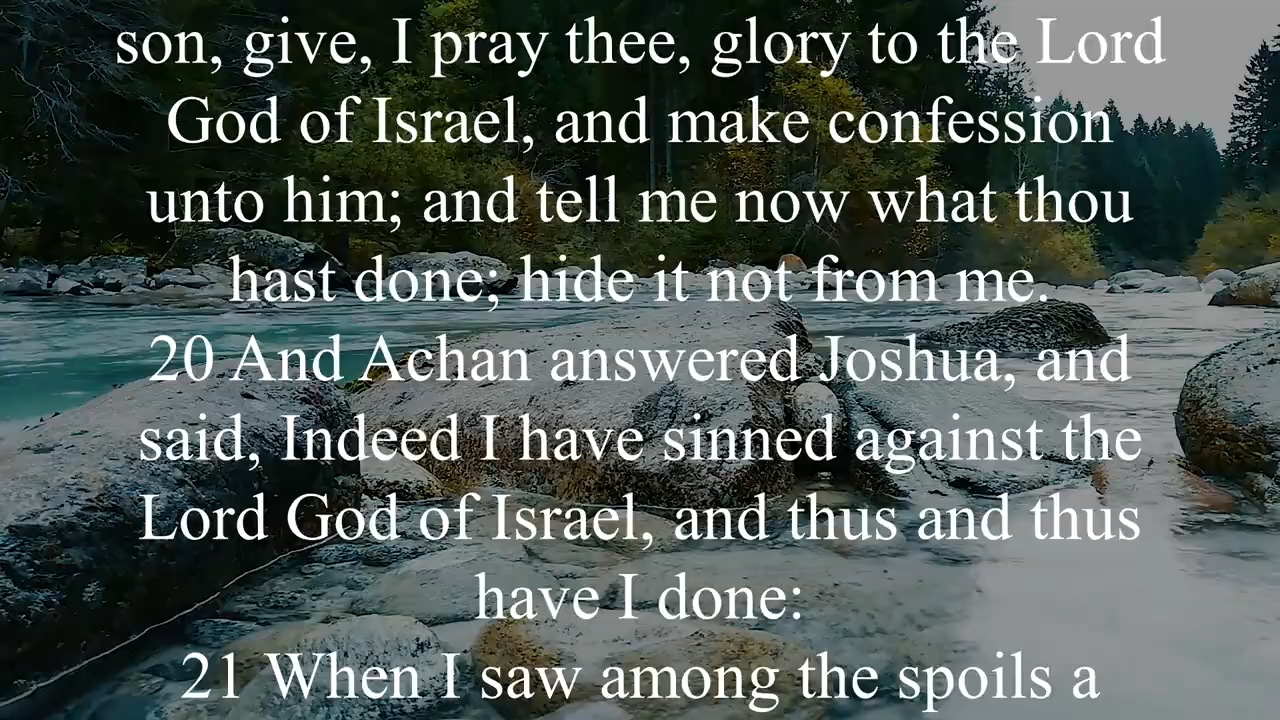 son, give, I pray thee, glory to the Lord
God of Israel, and make confession
unto him; and tell me now what thou
hast done; hide it not from me.
20 And Achan answered Joshua, and
said, Indeed I have sinned against the
Lord God of Israel, and thus and thus
have I done:
21 When I saw among the spoils a